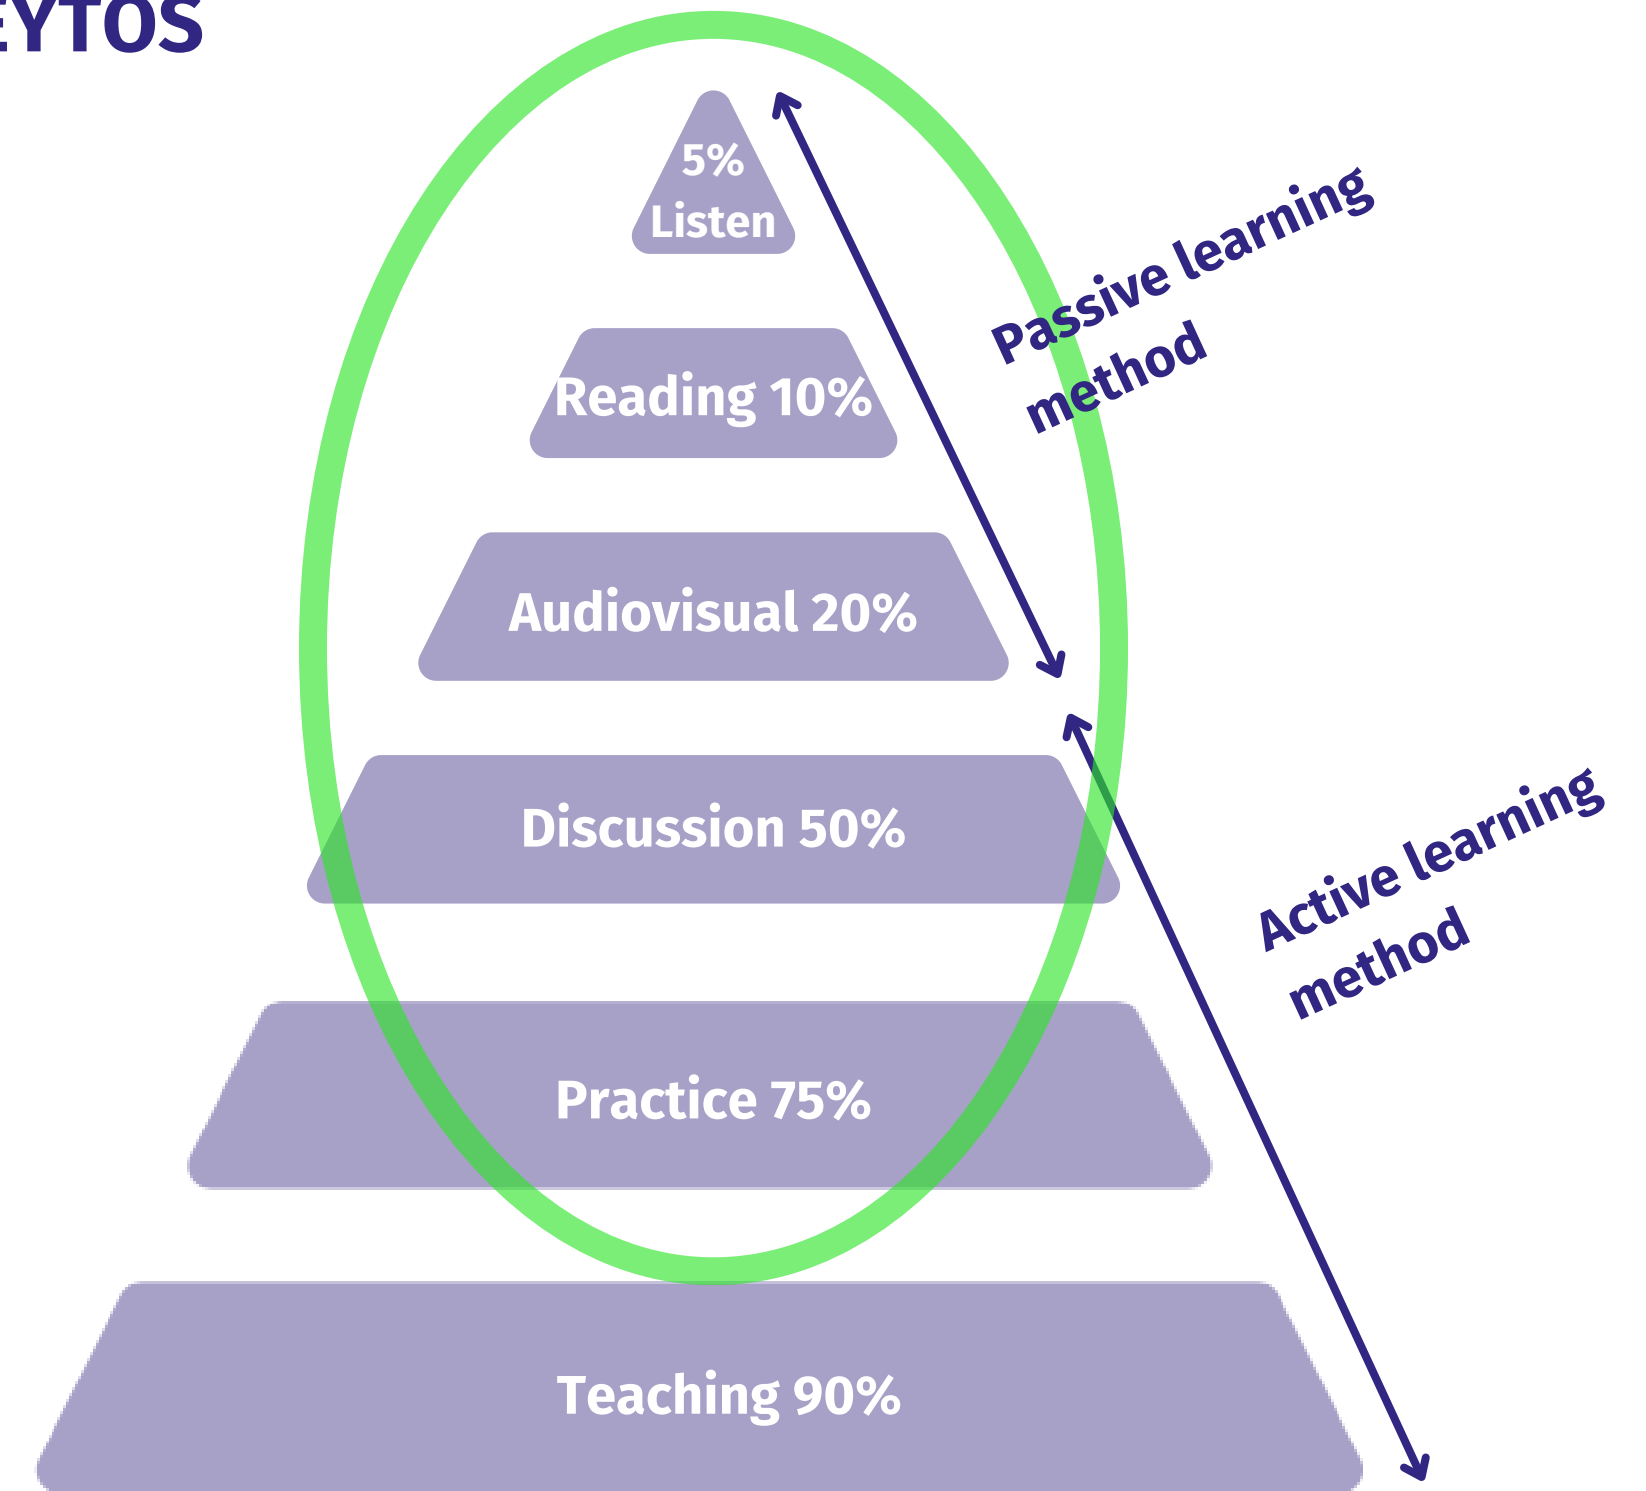 EYTOS
5%
Listen
Passive learning
method
Reading 10%
Audiovisual 20%
Discussion 50%
Active learning
method
Practice 75%
Teaching 90%